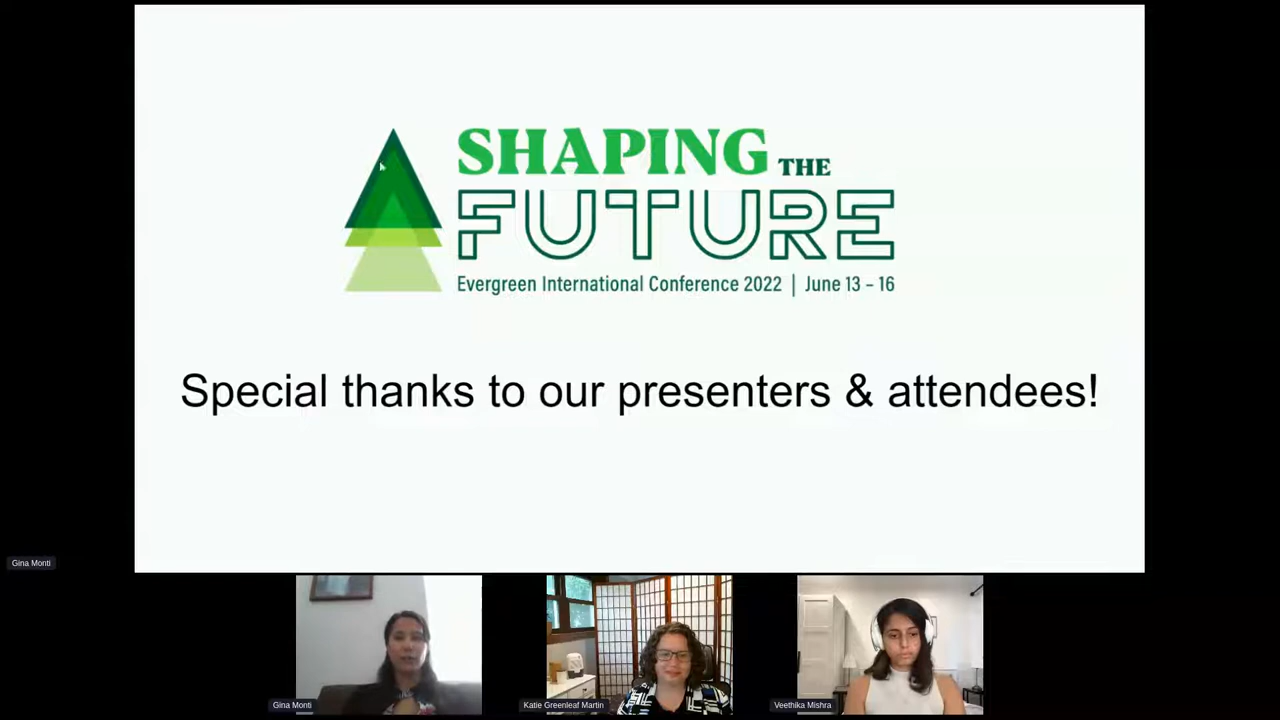 SHAPING THE
FUTURE
Evergreen International Conference 2022 | June 13 – 16
Special thanks to our presenters & attendees!
Gina Monti
Gina Monti
Katie Greenleaf Martin
Veethika Mishra